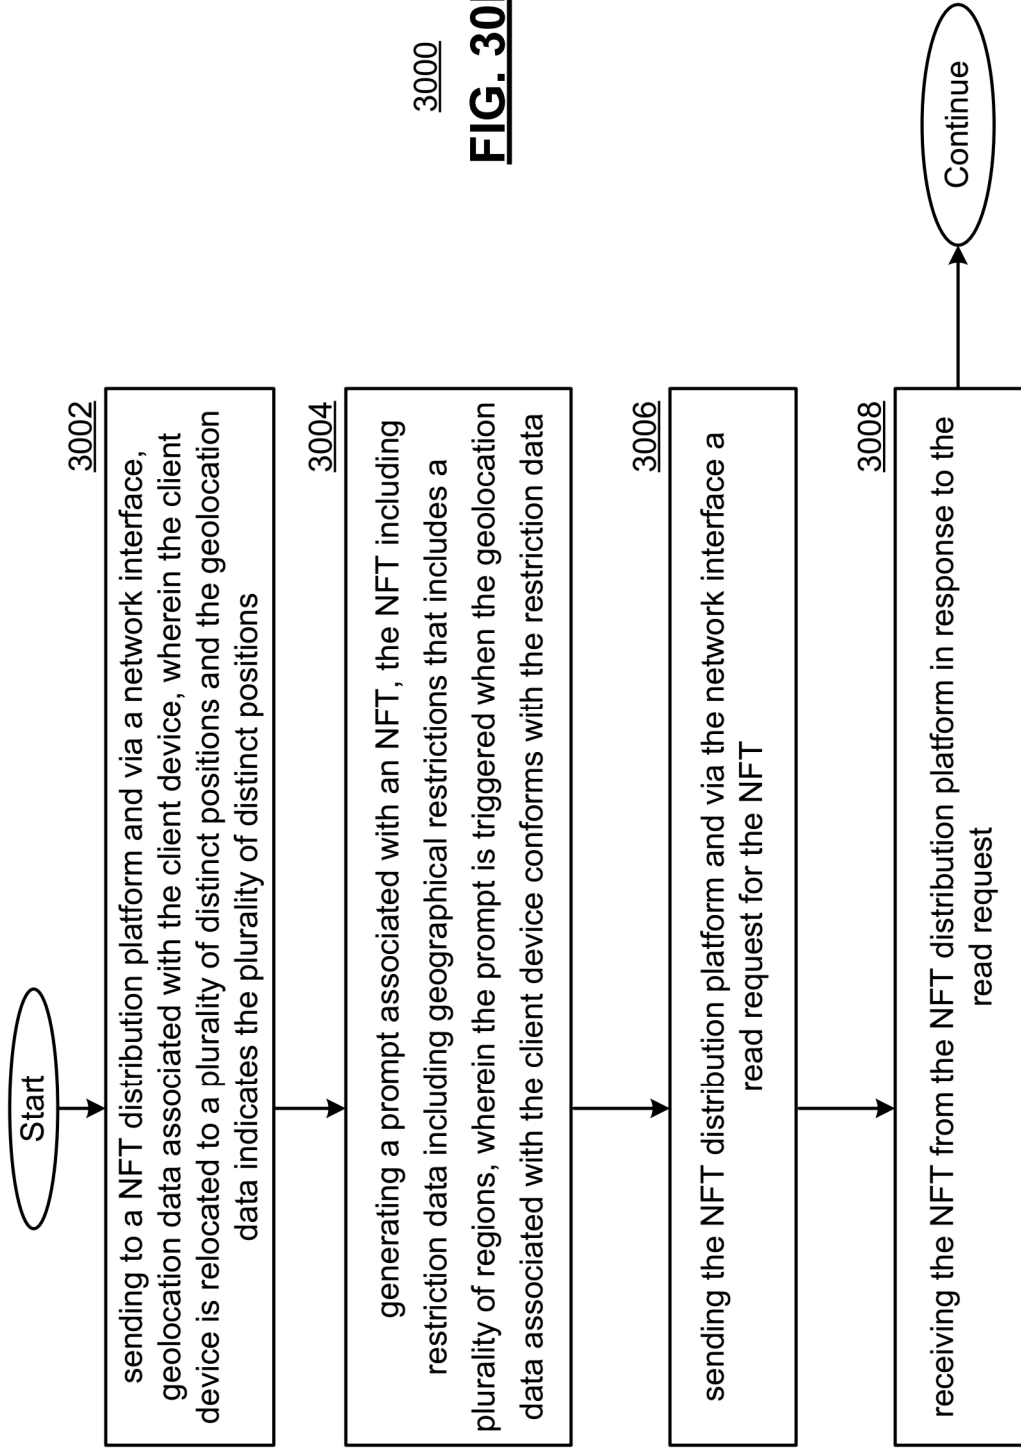 Start
3002
sending to a NFT distribution platform and via a network interface,
geolocation data associated with the client device, wherein the client
device is relocated to a plurality of distinct positions and the geolocation
data indicates the plurality of distinct positions
3004
generating a prompt associated with an NFT, the NFT including
restriction data including geographical restrictions that includes a
plurality of regions, wherein the prompt is triggered when the geolocation
data associated with the client device conforms with the restriction data
3006
sending the NFT distribution platform and via the network interface a
read request for the NFT
3008
receiving the NFT from the NFT distribution platform in response to the
read request
Continue
3000
FIG.